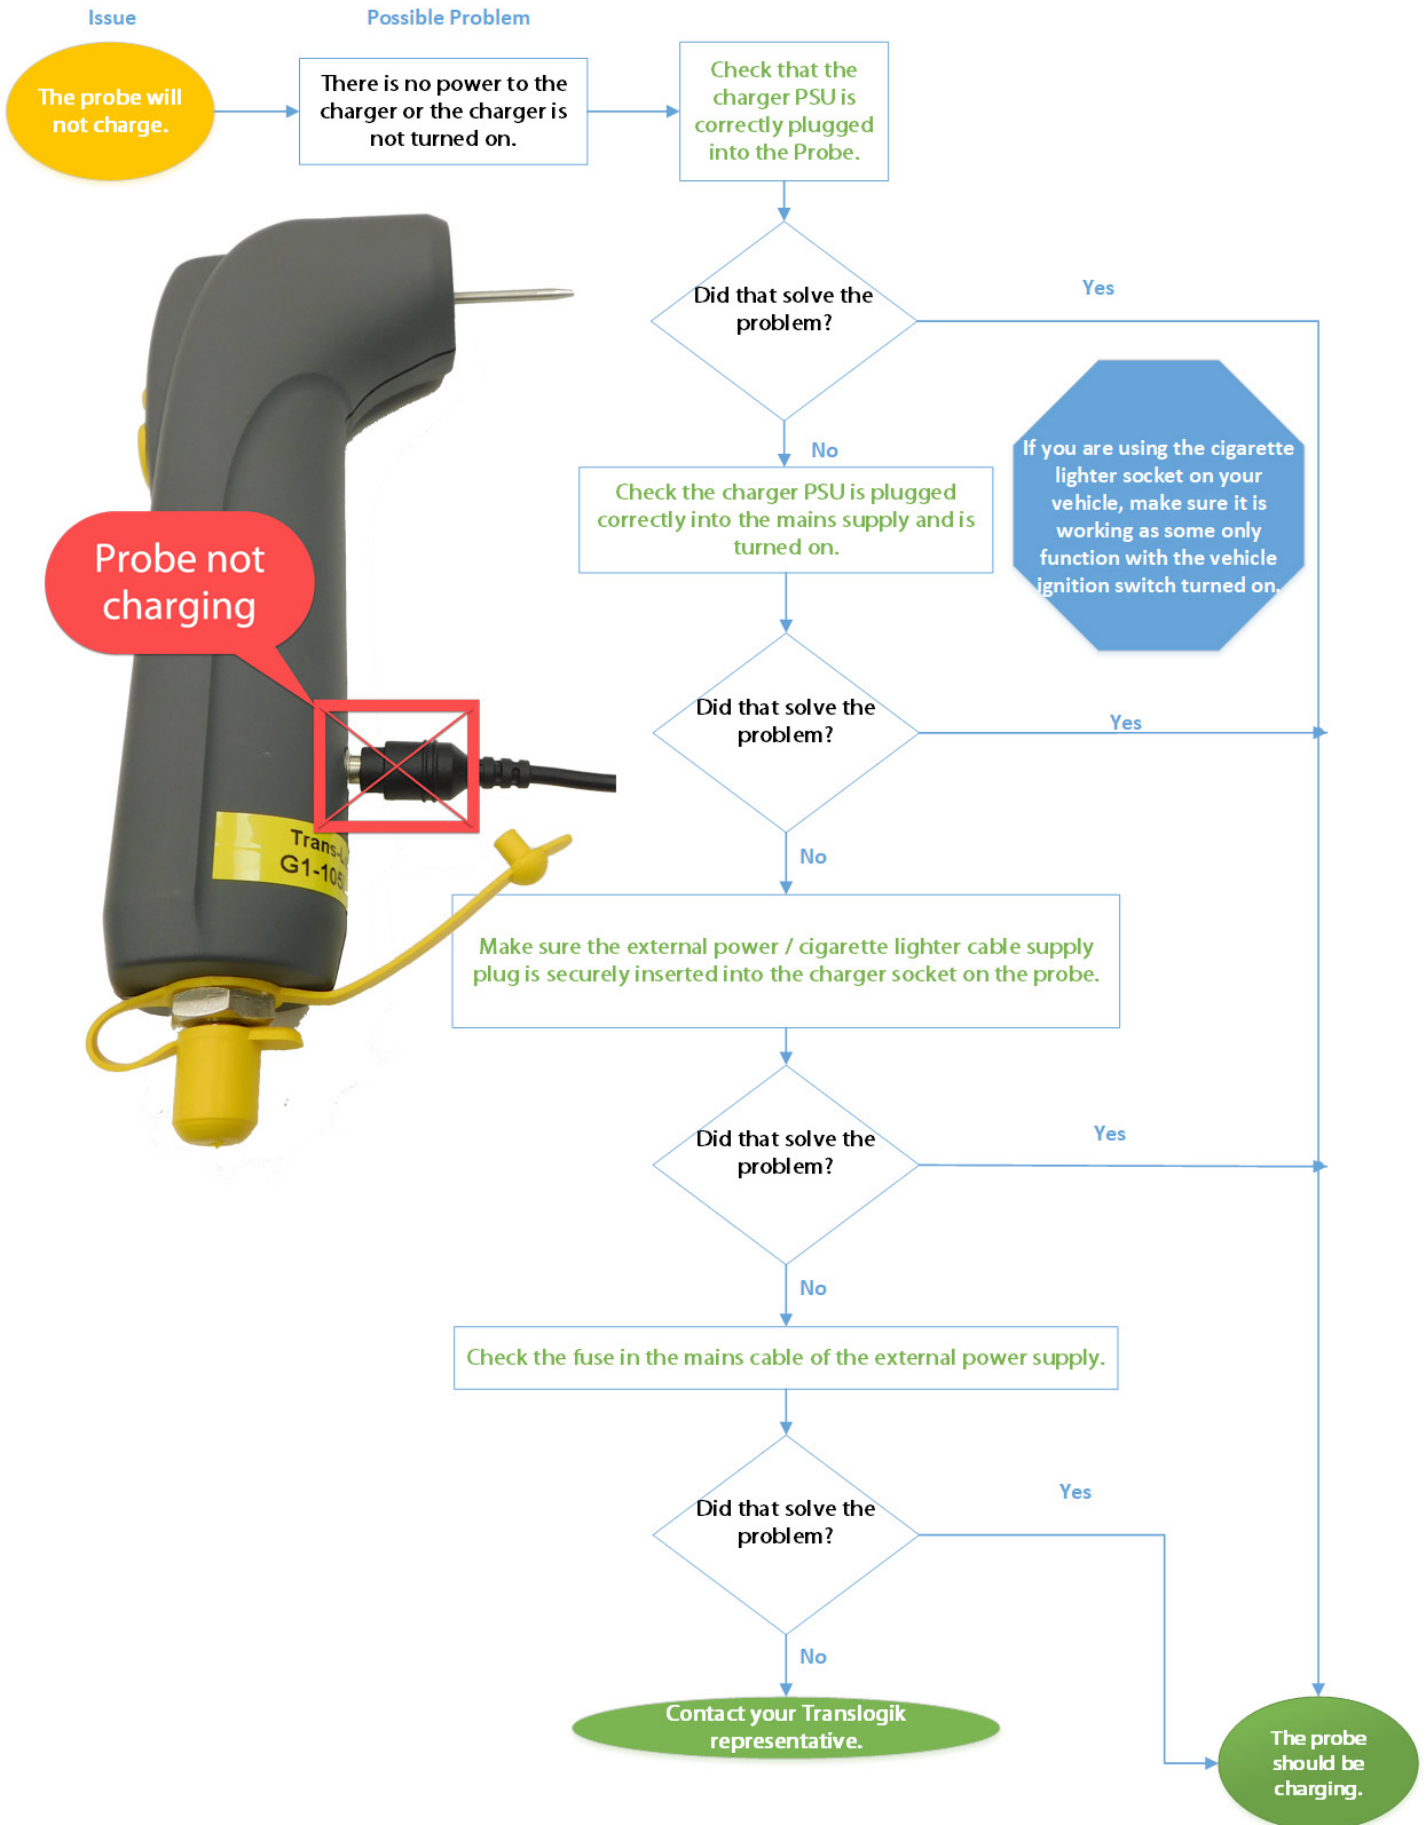 Issue
Possible Problem
The probe will
not charge.
There is no power to the
charger or the charger is
not turned on.
Check that the
charger PSU is
correctly plugged
into the Probe.
Did that solve the
problem?
Yes
No
If you are using the cigarette
lighter socket on your
vehicle, make sure it is
working as some only
function with the vehicle
ignition switch turned on.
Check the charger PSU is plugged
correctly into the mains supply and is
turned on.
Probe not
charging
Did that solve the
problem?
Yes
No
Trans-L
G1-105
Make sure the external power / cigarette lighter cable supply
plug is securely inserted into the charger socket on the probe.
Did that solve the
problem?
Yes
No
Check the fuse in the mains cable of the external power supply.
Did that solve the
problem?
Yes
No
Contact your Translogik
representative.
The probe
should be
charging.